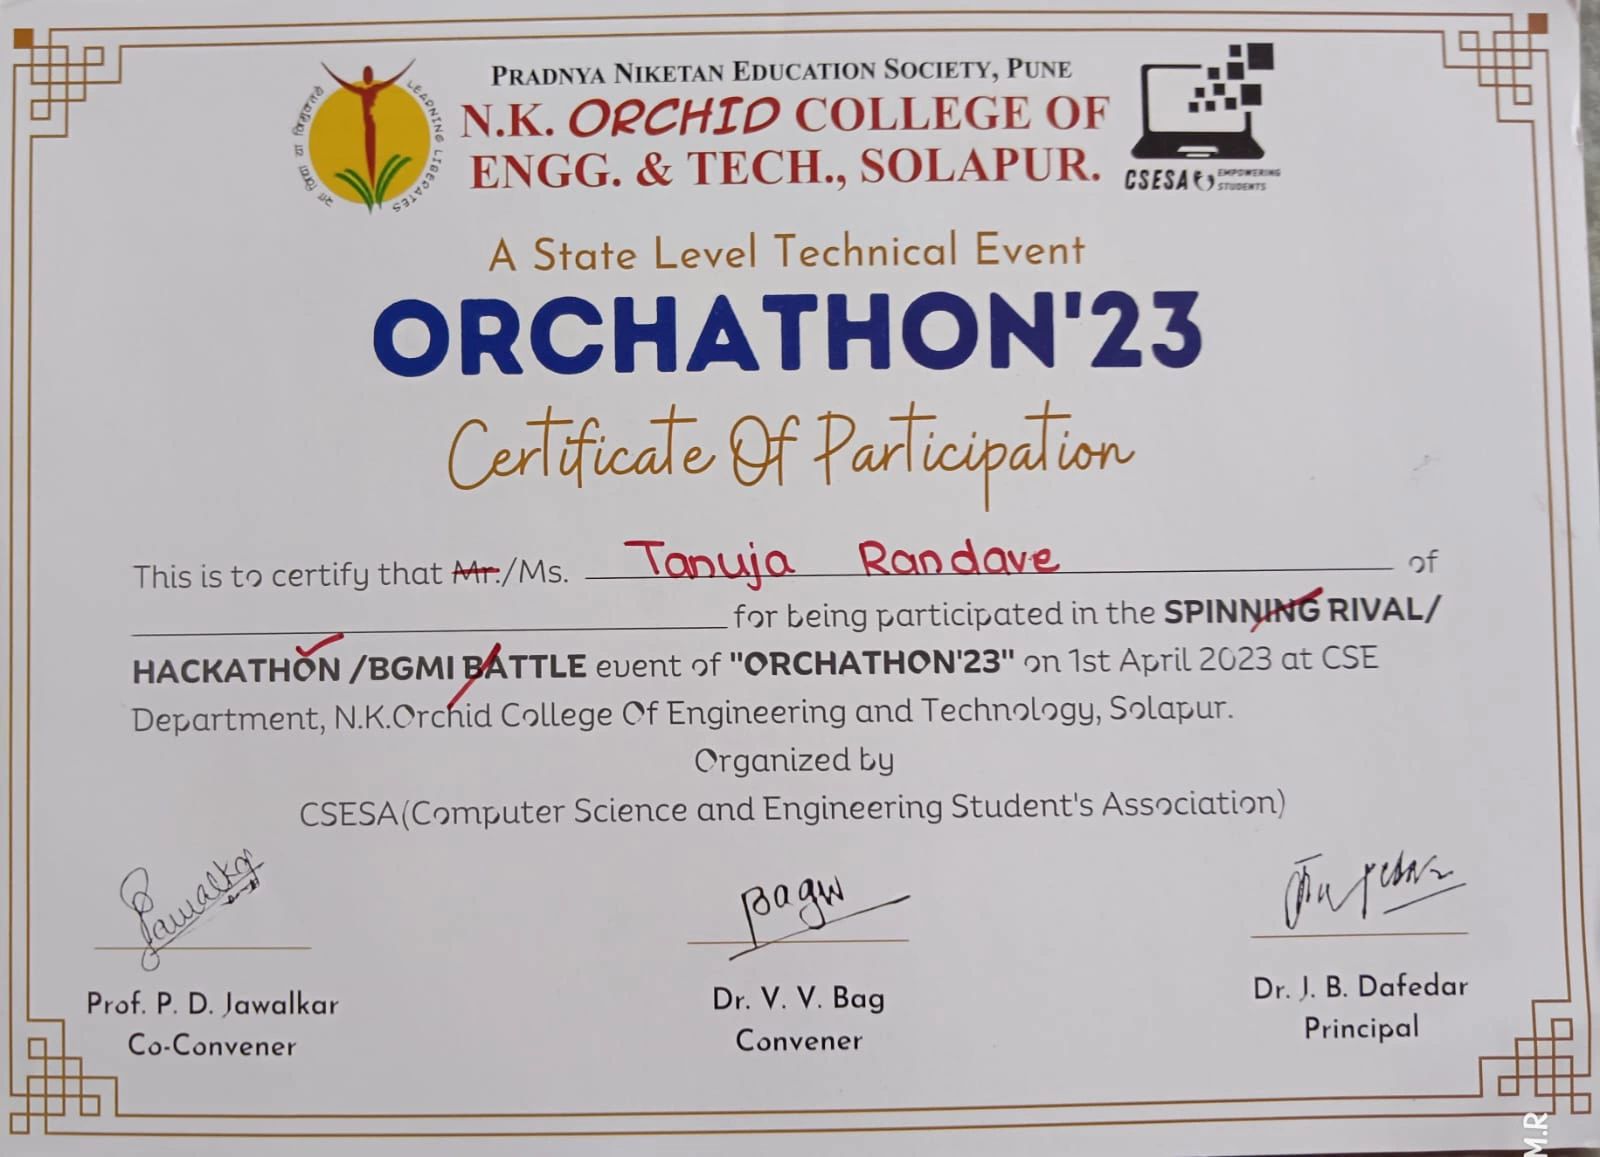 PRADNYA NIKETAN EDUCATION SOCIETY, PUNE
N.K. ORCHID COLLEGE OF
ENGG. & TECH., SOLAPUR.
सा विद्या या विमुक्तये
LEARNING LIBERATES
CSESA EMPOWERING
STUDENTS
A State Level Technical Event
ORCHATHON'23
Certificate Of Participation
This is to certify that Mr./Ms. Tanuja Randave of
for being participated in the SPINNING RIVAL/
HACKATHON /BGMI BATTLE event of "ORCHATHON'23" on 1st April 2023 at CSE
Department, N.K.Orchid College Of Engineering and Technology, Solapur.
Organized by
CSESA(Computer Science and Engineering Student's Association)
Jawalkar
Bag
Prof. P. D. Jawalkar
Co-Convener
Dr. V. V. Bag
Convener
Dr. J. B. Dafedar
Principal
M.R